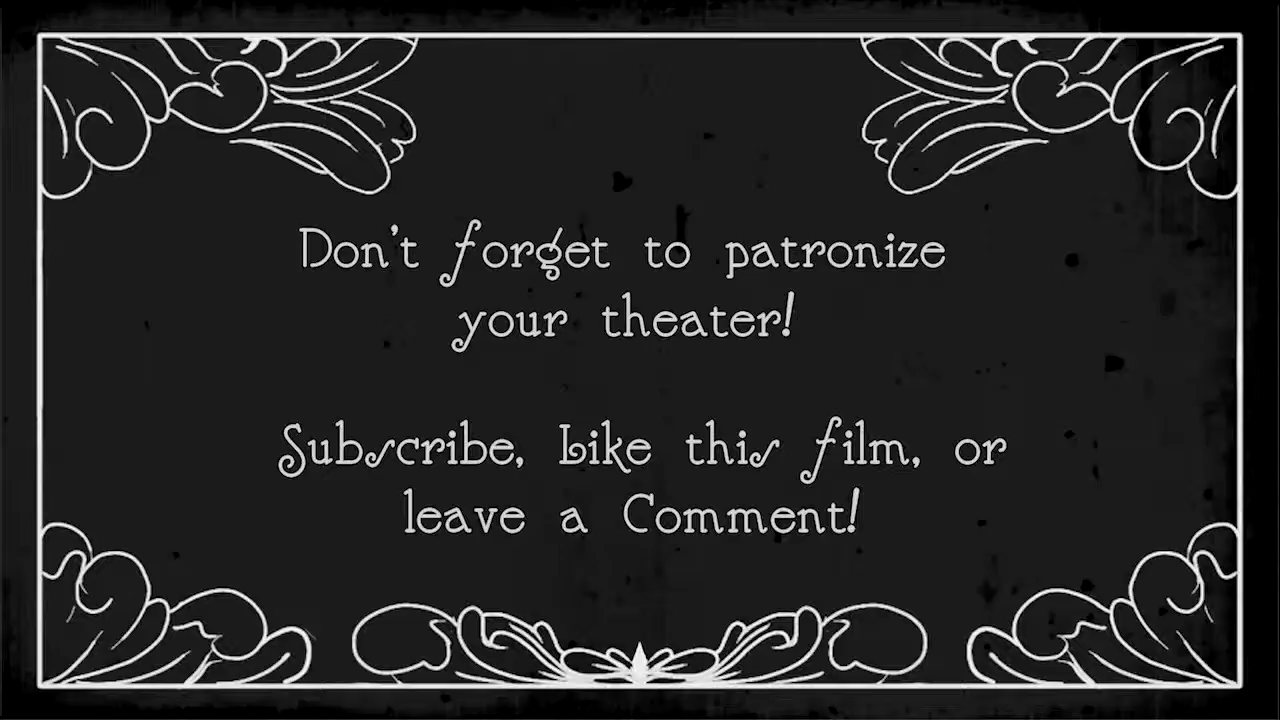 Don't forget to patronize
your theater!
Subscribe, Like this film, or
leave a Comment!